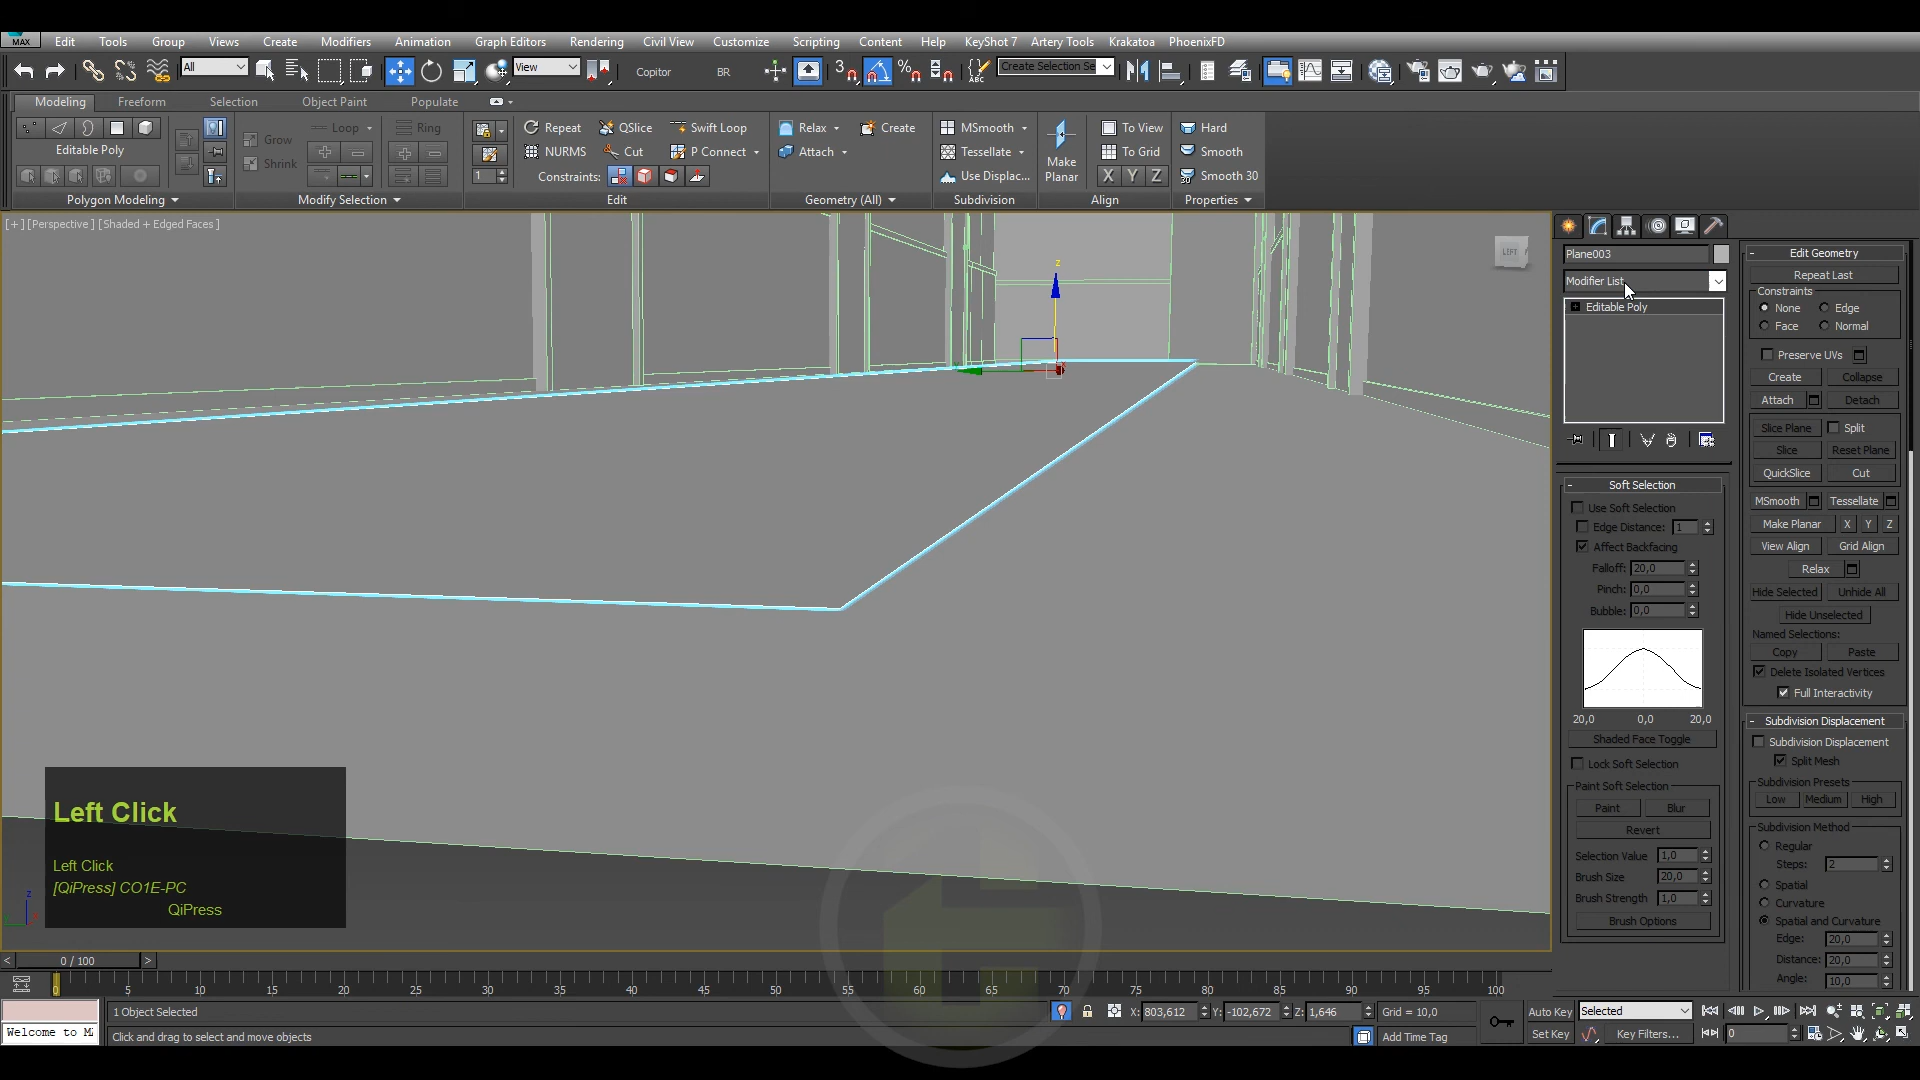 MAX Edit Tools Group Views Create Modifiers Animation Graph Editors Rendering Civil View Customize Scripting Content Help KeyShot 7 Artery Tools Krakatoa PhoenixFD
All View Copitor BR 3 % ABC Create Selection Se
Modeling Freeform Selection Object Paint Populate
Grow Loop Ring Repeat QSlice Swift Loop Relax Create MSmooth To View Hard
Editable Poly Shrink NURMS Cut P Connect Attach Tessellate Make Planar To Grid Smooth
1 Constraints: Use Displac... X Y Z Smooth 30
Polygon Modeling Modify Selection Edit Geometry (All) Subdivision Align Properties
[+] [Perspective ] [Shaded + Edged Faces ]
z
LEFT
Plane003
Modifier List
Editable Poly
- Soft Selection
Use Soft Selection
Edge Distance: 1
Affect Backfacing
Falloff: 20,0
Pinch: 0,0
Bubble: 0,0
20,0 0,0 20,0
Shaded Face Toggle
Lock Soft Selection
Paint Soft Selection
Paint Blur
Revert
Selection Value 1,0
Brush Size 20,0
Brush Strength 1,0
Brush Options
- Edit Geometry
Repeat Last
Constraints
None Edge
Face Normal
Preserve UVs
Create Collapse
Attach Detach
Slice Plane Split
Slice Reset Plane
QuickSlice Cut
MSmooth Tessellate
Make Planar X Y Z
View Align Grid Align
Relax
Hide Selected Unhide All
Hide Unselected
Named Selections:
Copy Paste
Delete Isolated Vertices
Full Interactivity
- Subdivision Displacement
Subdivision Displacement
Split Mesh
Subdivision Presets
Low Medium High
Subdivision Method
Regular
Steps: 2
Spatial
Curvature
Spatial and Curvature
Edge: 20,0
Distance: 20,0
Angle: 10,0
Left Click
Left Click
[QiPress] CO1E-PC
QiPress
z
< 0 / 100 >
0 5 10 15 20 25 30 35 40 45 50 55 60 65 70 75 80 85 90 95 100
1 Object Selected X: 803,612 Y: -102,672 Z: 1,646 Grid = 10,0 Auto Key Selected
Welcome to M Click and drag to select and move objects Add Time Tag Set Key Key Filters... 0